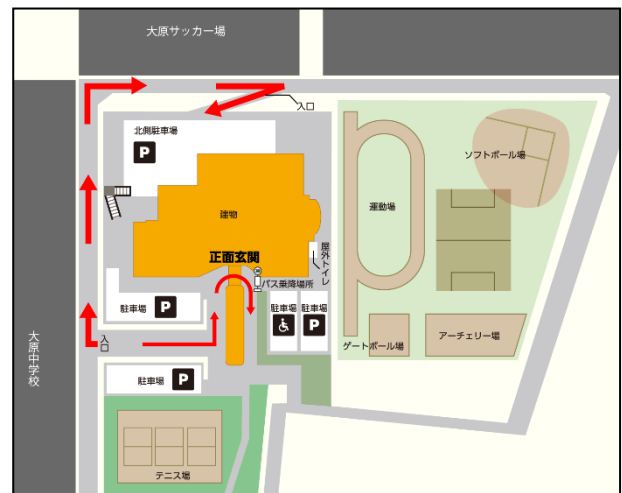 大原サッカー場
入口
北側駐車場
P
ソフトボール場
運動場
建物
正面玄関
屋外トイレ
バス乗降場所
駐車場 P
駐車場
駐車場
P
ゲートボール場
アーチェリー場
入口
大原中学校
駐車場 P
テニス場